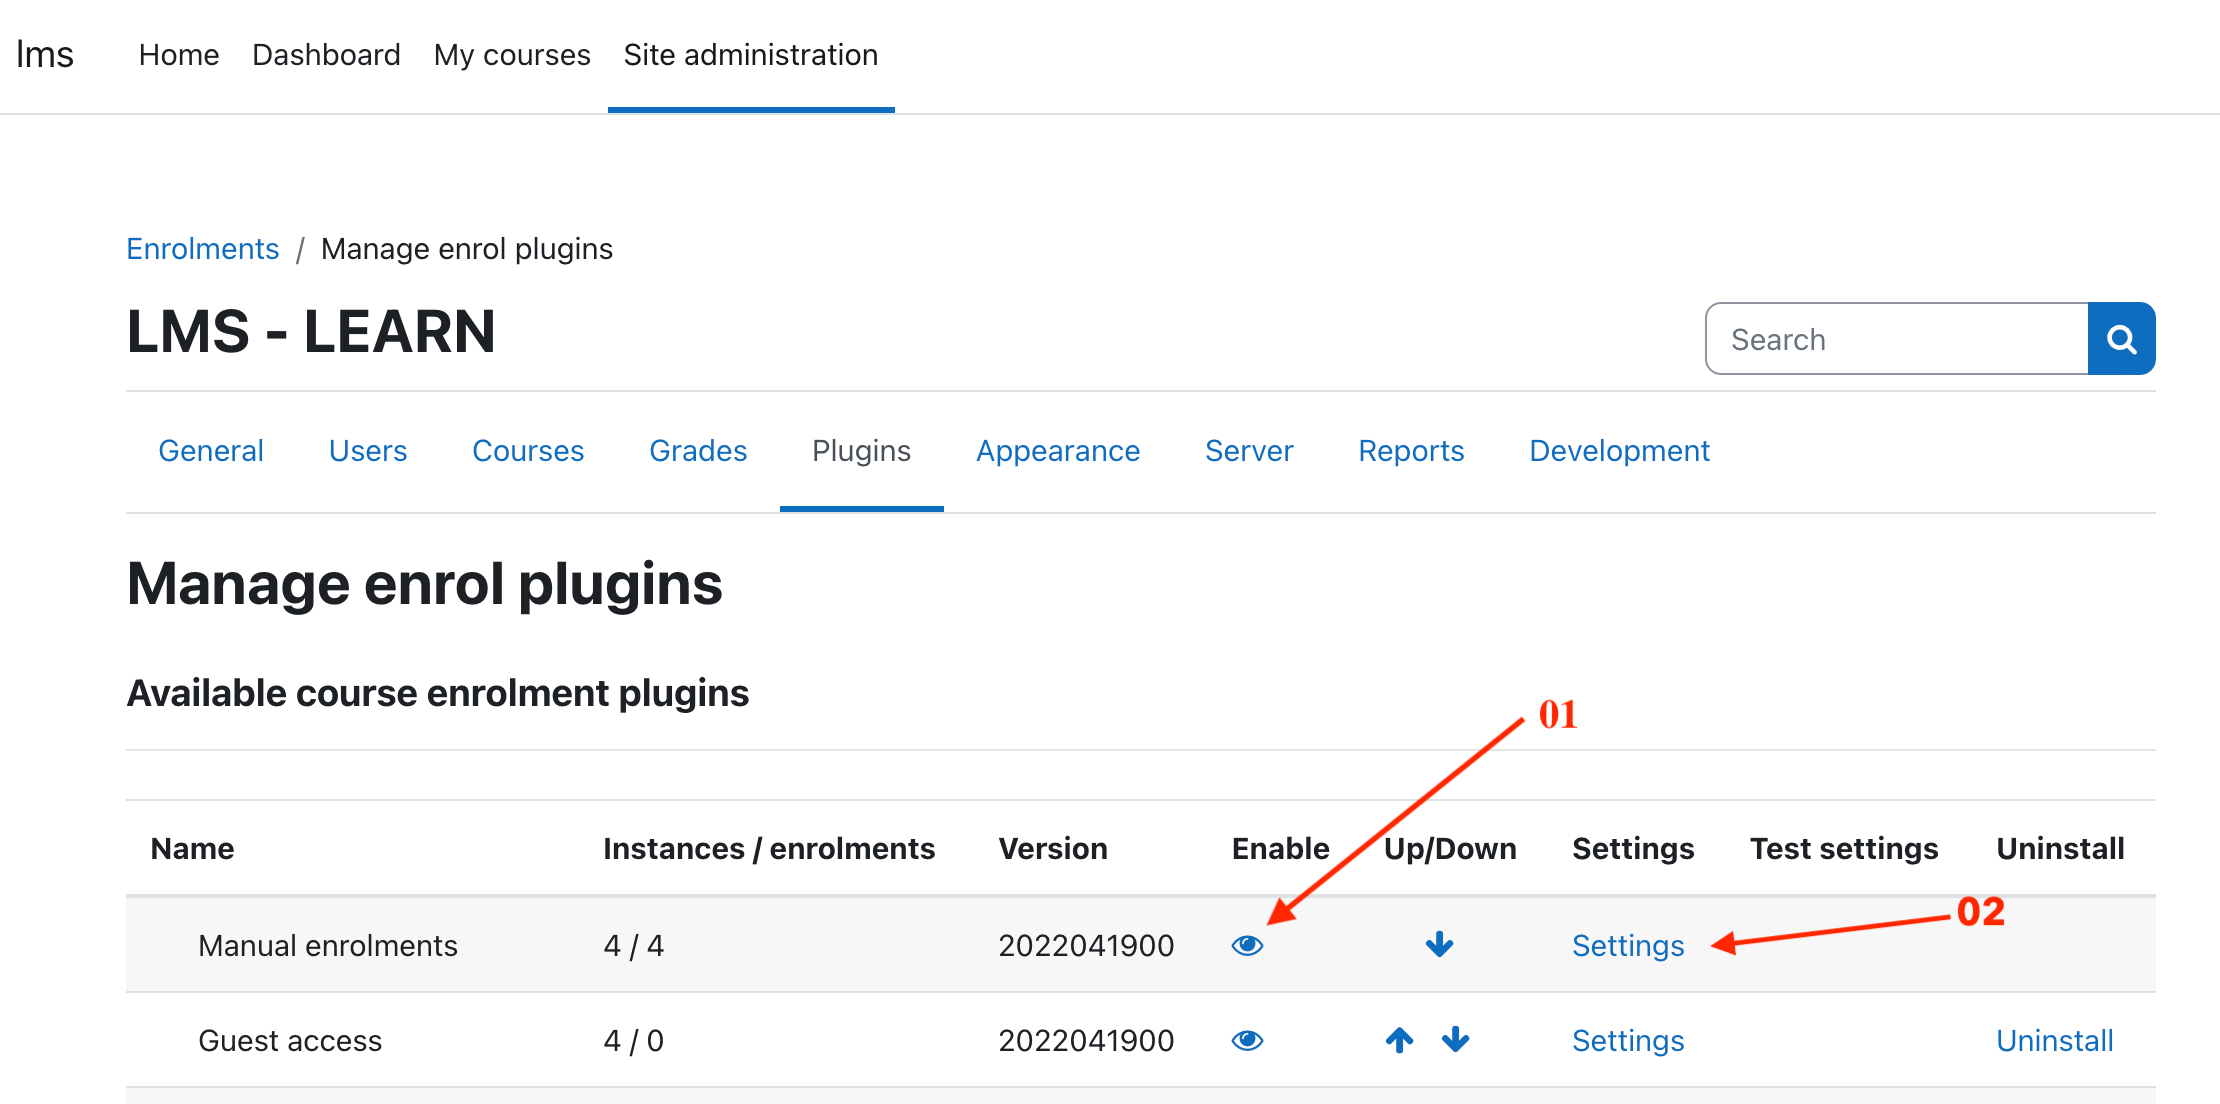 lms Home Dashboard My courses Site administration
Enrolments / Manage enrol plugins
LMS - LEARN
Search
General Users Courses Grades Plugins Appearance Server Reports Development
Manage enrol plugins
Available course enrolment plugins
01
Name Instances / enrolments Version Enable Up/Down Settings Test settings Uninstall
02
Manual enrolments 4 / 4 2022041900 Settings
Guest access 4 / 0 2022041900 Settings Uninstall